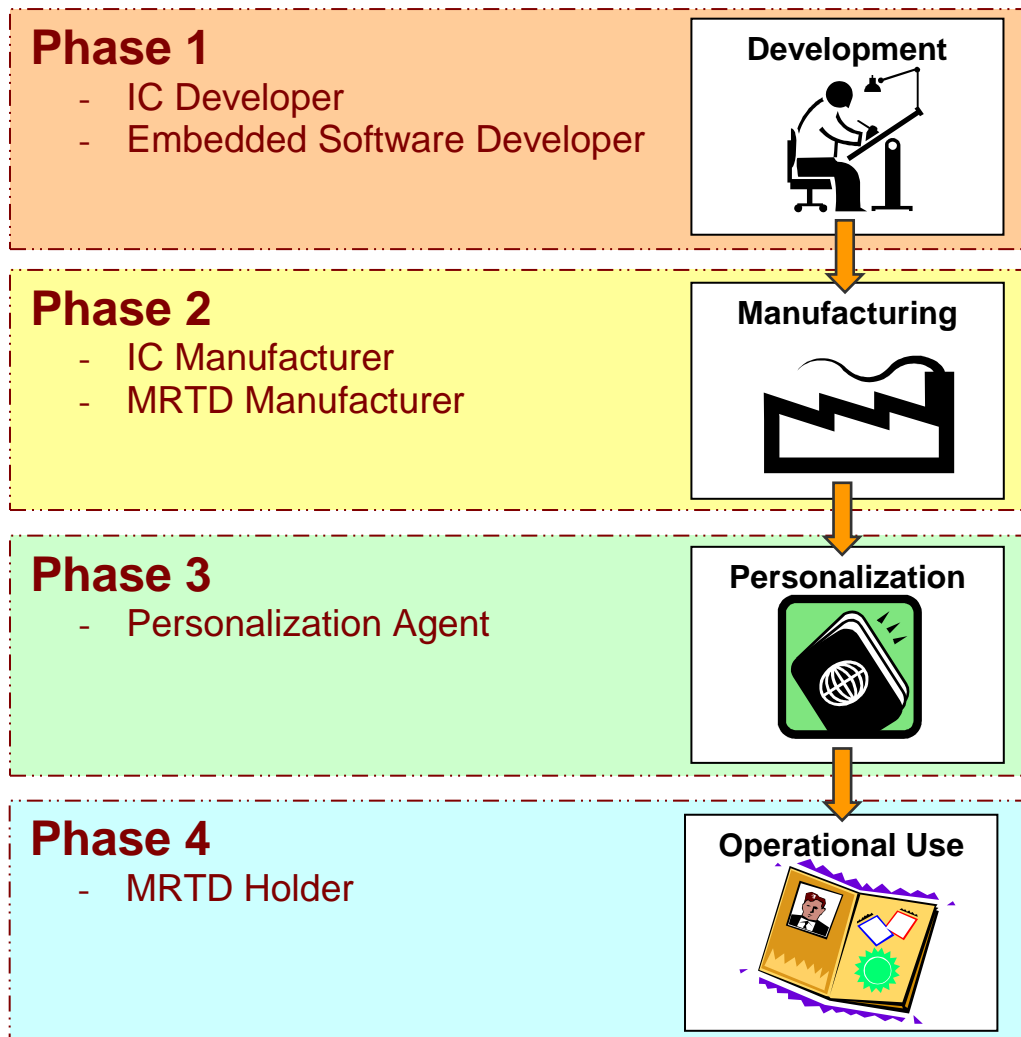 Phase 1
- IC Developer
- Embedded Software Developer
Development
Phase 2
- IC Manufacturer
- MRTD Manufacturer
Manufacturing
Phase 3
- Personalization Agent
Personalization
Phase 4
- MRTD Holder
Operational Use